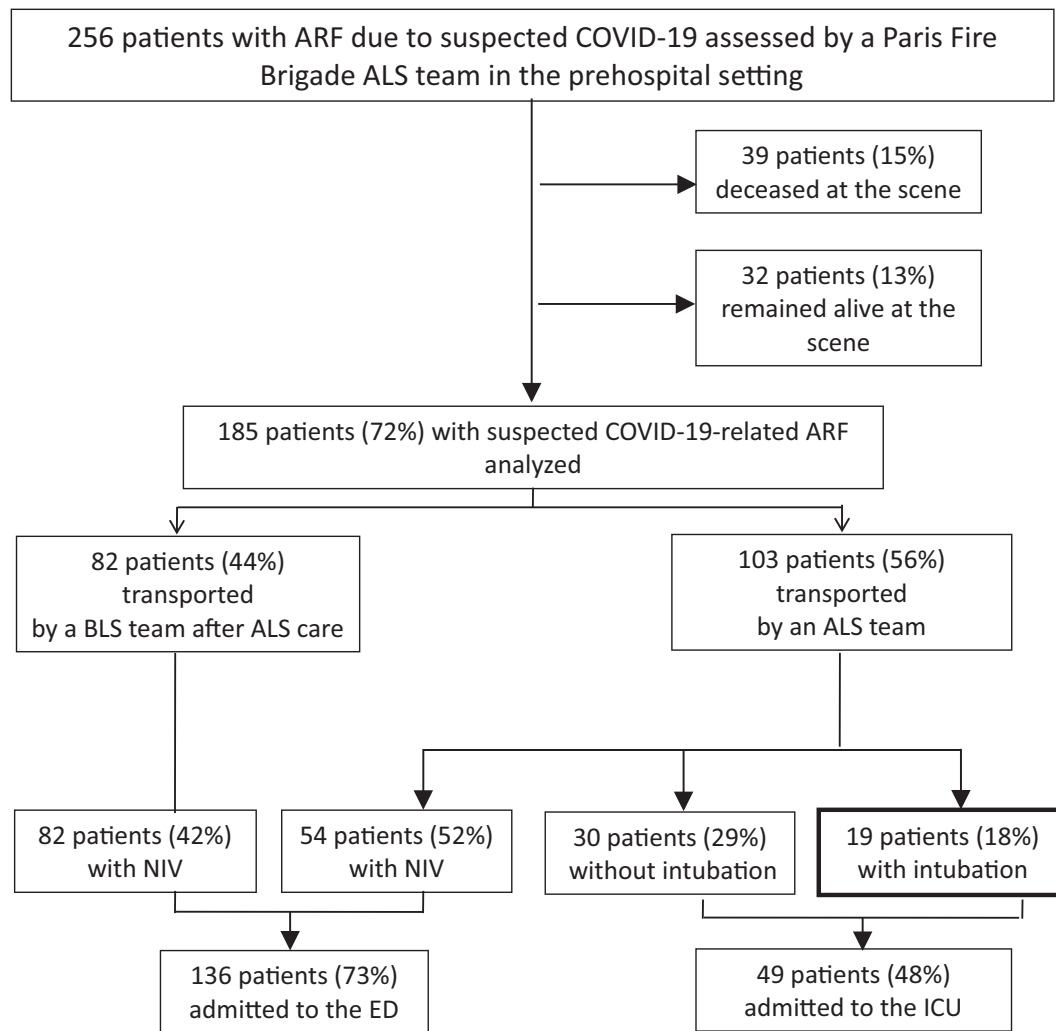 256 patients with ARF due to suspected COVID-19 assessed by a Paris Fire
Brigade ALS team in the prehospital setting
39 patients (15%)
deceased at the scene
32 patients (13%)
remained alive at the
scene
185 patients (72%) with suspected COVID-19-related ARF
analyzed
82 patients (44%)
transported
by a BLS team after ALS care
103 patients (56%)
transported
by an ALS team
82 patients (42%)
with NIV
54 patients (52%)
with NIV
30 patients (29%)
without intubation
19 patients (18%)
with intubation
136 patients (73%)
admitted to the ED
49 patients (48%)
admitted to the ICU